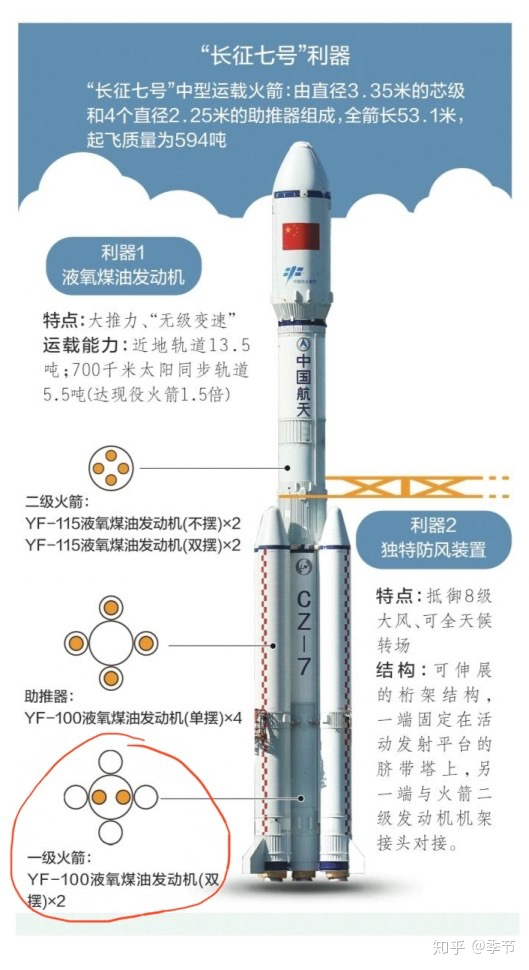 “长征七号”利器
“长征七号”中型运载火箭：由直径3.35米的芯级
和4个直径2.25米的助推器组成，全箭长53.1米，
起飞质量为594吨
利器1
液氧煤油发动机
特点：大推力、“无级变速”
运载能力：近地轨道13.5
吨；700千米太阳同步轨道
5.5吨(达现役火箭1.5倍)
中国航天
二级火箭：
YF-115液氧煤油发动机(不摆)×2
YF-115液氧煤油发动机(双摆)×2
利器2
独特防风装置
特点：抵御8级
大风、可全天候
转场
结构：可伸展
的桁架结构，
一端固定在活
动发射平台的
脐带塔上，另
一端与火箭二
级发动机机架
接头对接。
CZ-7
助推器：
YF-100液氧煤油发动机(单摆)×4
一级火箭：
YF-100液氧煤油发动机(双
摆)×2
知乎 @季节